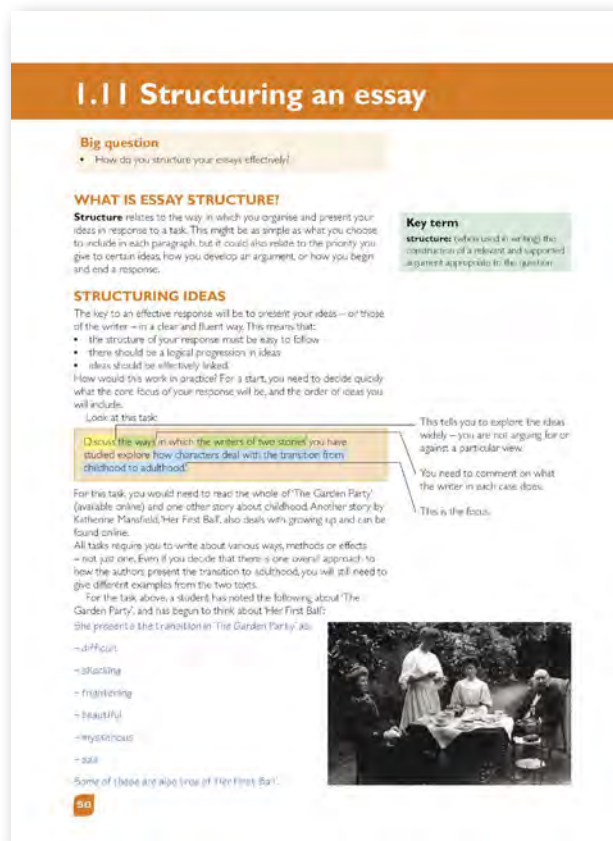 1.11 Structuring an essay
Big question
• How do you structure your essays effectively?
WHAT IS ESSAY STRUCTURE?
Structure relates to the way in which you organise and present your
ideas in response to a task. This might be as simple as what you choose
to include in each paragraph, but it could also relate to the priority you
give to certain ideas, how you develop an argument, or how you begin
and end a response.
Key term
structure: (when used in writing) the
construction of a relevant and supported
argument appropriate to the question
STRUCTURING IDEAS
The key to an effective response will be to present your ideas – or those
of the writer – in a clear and fluent way. This means that:
• the structure of your response must be easy to follow
• there should be a logical progression in ideas
• ideas should be effectively linked.
How would this work in practice? For a start, you need to decide quickly
what the core focus of your response will be, and the order of ideas you
will include.
Look at this task:
'Discuss the ways in which the writers of two stories you have
studied explore how characters deal with the transition from
childhood to adulthood.'
This tells you to explore the ideas
widely – you are not arguing for or
against a particular view.
You need to comment on what
the writer in each case does.
This is the focus.
For this task, you would need to read the whole of 'The Garden Party'
(available online) and one other story about childhood. Another story by
Katherine Mansfield, 'Her First Ball', also deals with growing up and can be
found online.
All tasks require you to write about various ways, methods or effects
– not just one. Even if you decide that there is one overall approach to
how the authors present the transition to adulthood, you will still need to
give different examples from the two texts.
For the task above, a student has noted the following about 'The
Garden Party', and has begun to think about 'Her First Ball':
She presents the transition in 'The Garden Party' as:
– difficult
– shocking
– frightening
– beautiful
– mysterious
– sad
Some of these are also true of 'Her First Ball'.
50